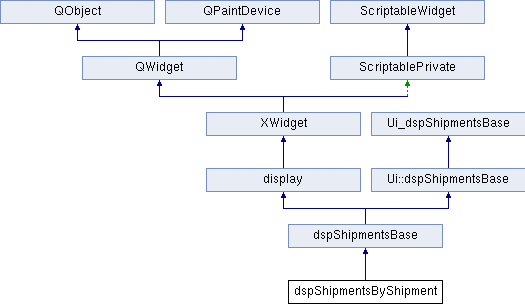 QObject
QPaintDevice
ScriptableWidget
QWidget
ScriptablePrivate
XWidget
Ui_dspShipmentsBase
display
Ui::dspShipmentsBase
dspShipmentsBase
dspShipmentsByShipment